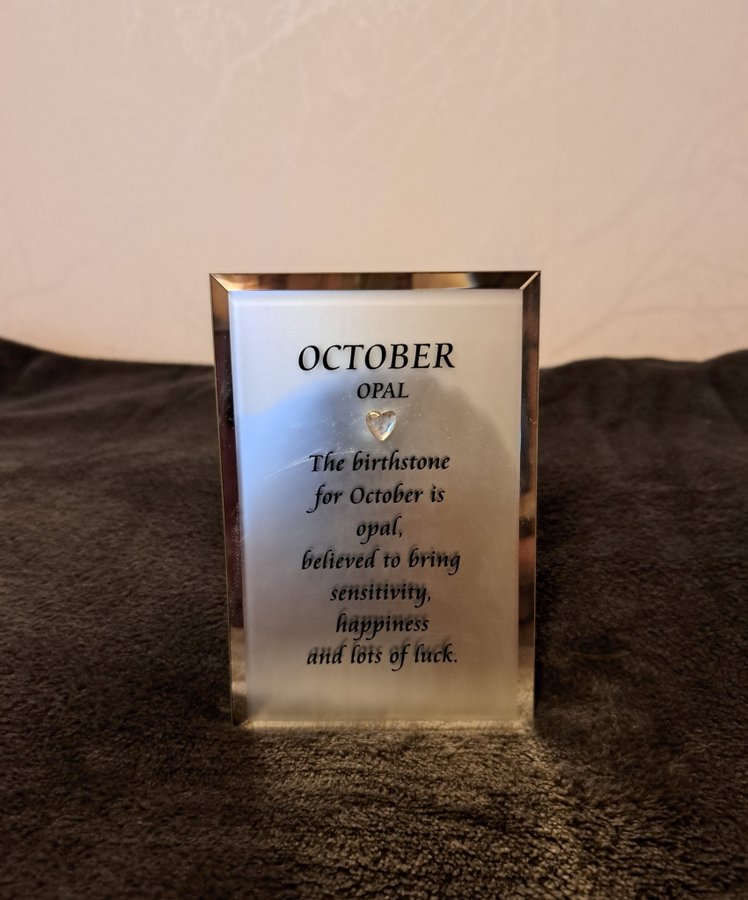 OCTOBER
OPAL
The birthstone
for October is
opal,
believed to bring
sensitivity,
happiness
and lots of luck.